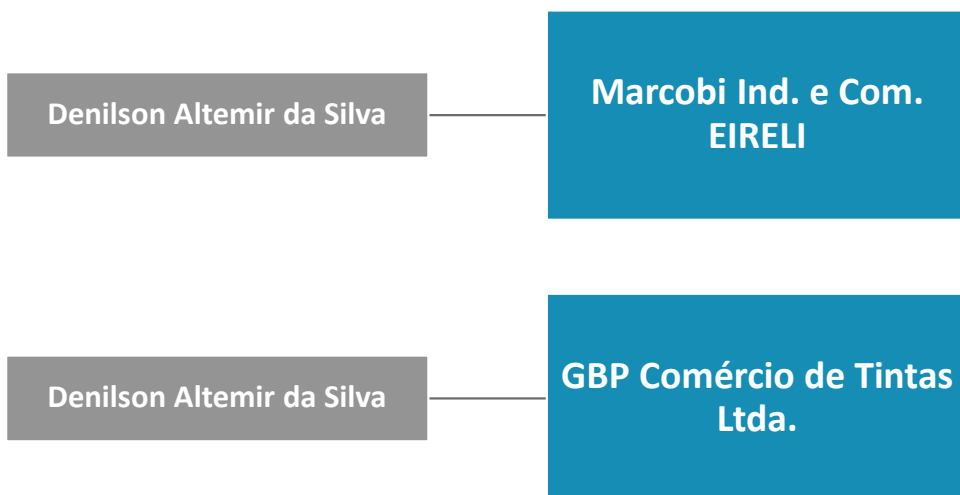 Denilson Altemir da Silva
Marcobi Ind. e Com.
EIRELI
Denilson Altemir da Silva
GBP Comércio de Tintas
Ltda.